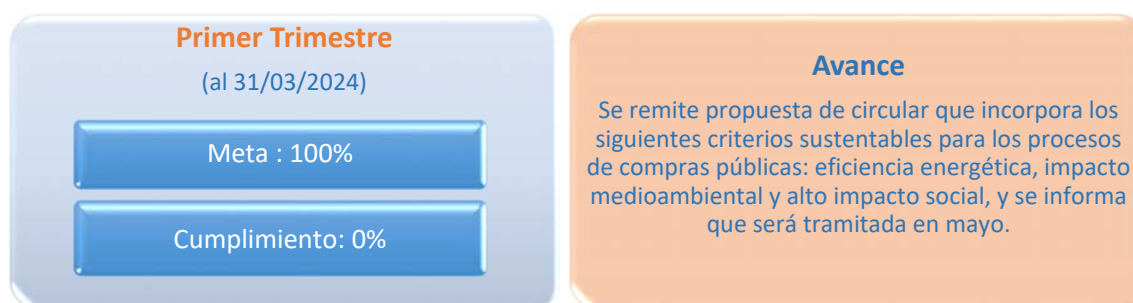 Primer Trimestre
(al 31/03/2024)
Meta : 100%
Cumplimiento: 0%
Avance
Se remite propuesta de circular que incorpora los
siguientes criterios sustentables para los procesos
de compras públicas: eficiencia energética, impacto
medioambiental y alto impacto social, y se informa
que será tramitada en mayo.